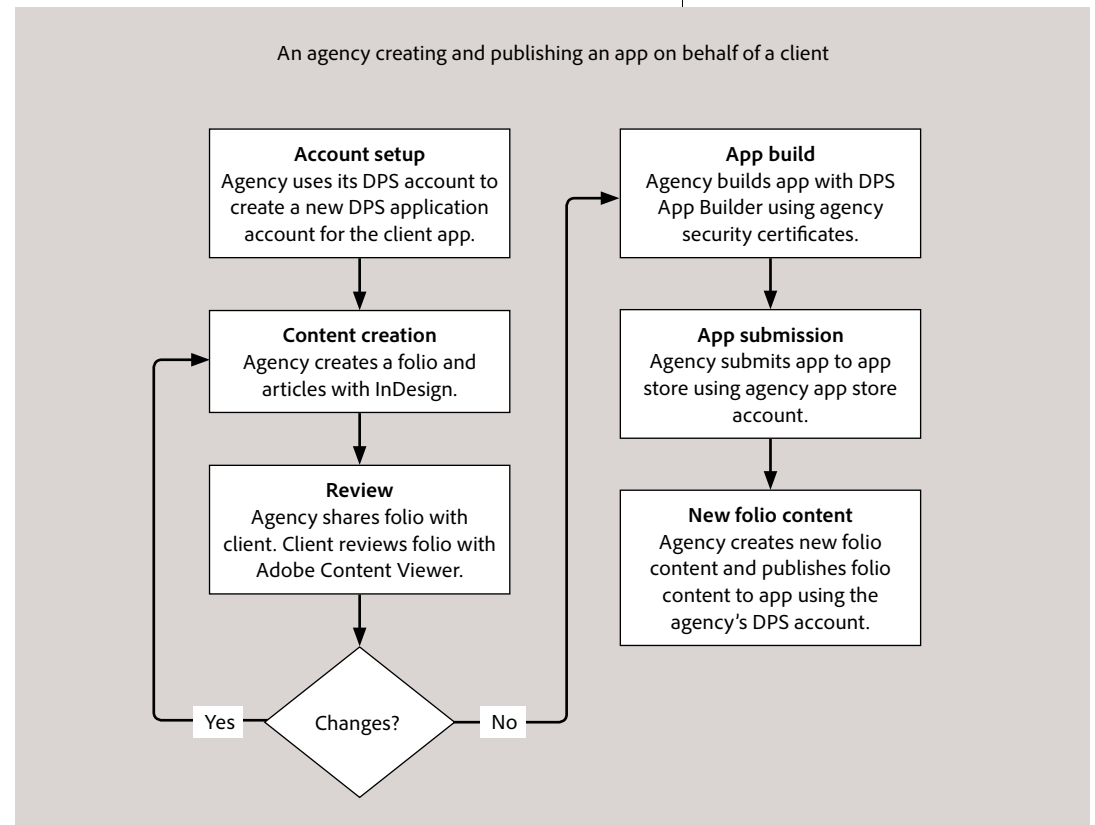 An agency creating and publishing an app on behalf of a client
Account setup
Agency uses its DPS account to
create a new DPS application
account for the client app.
Content creation
Agency creates a folio and
articles with InDesign.
Review
Agency shares folio with
client. Client reviews folio with
Adobe Content Viewer.
Changes?
Yes
No
App build
Agency builds app with DPS
App Builder using agency
security certificates.
App submission
Agency submits app to app
store using agency app store
account.
New folio content
Agency creates new folio
content and publishes folio
content to app using the
agency’s DPS account.